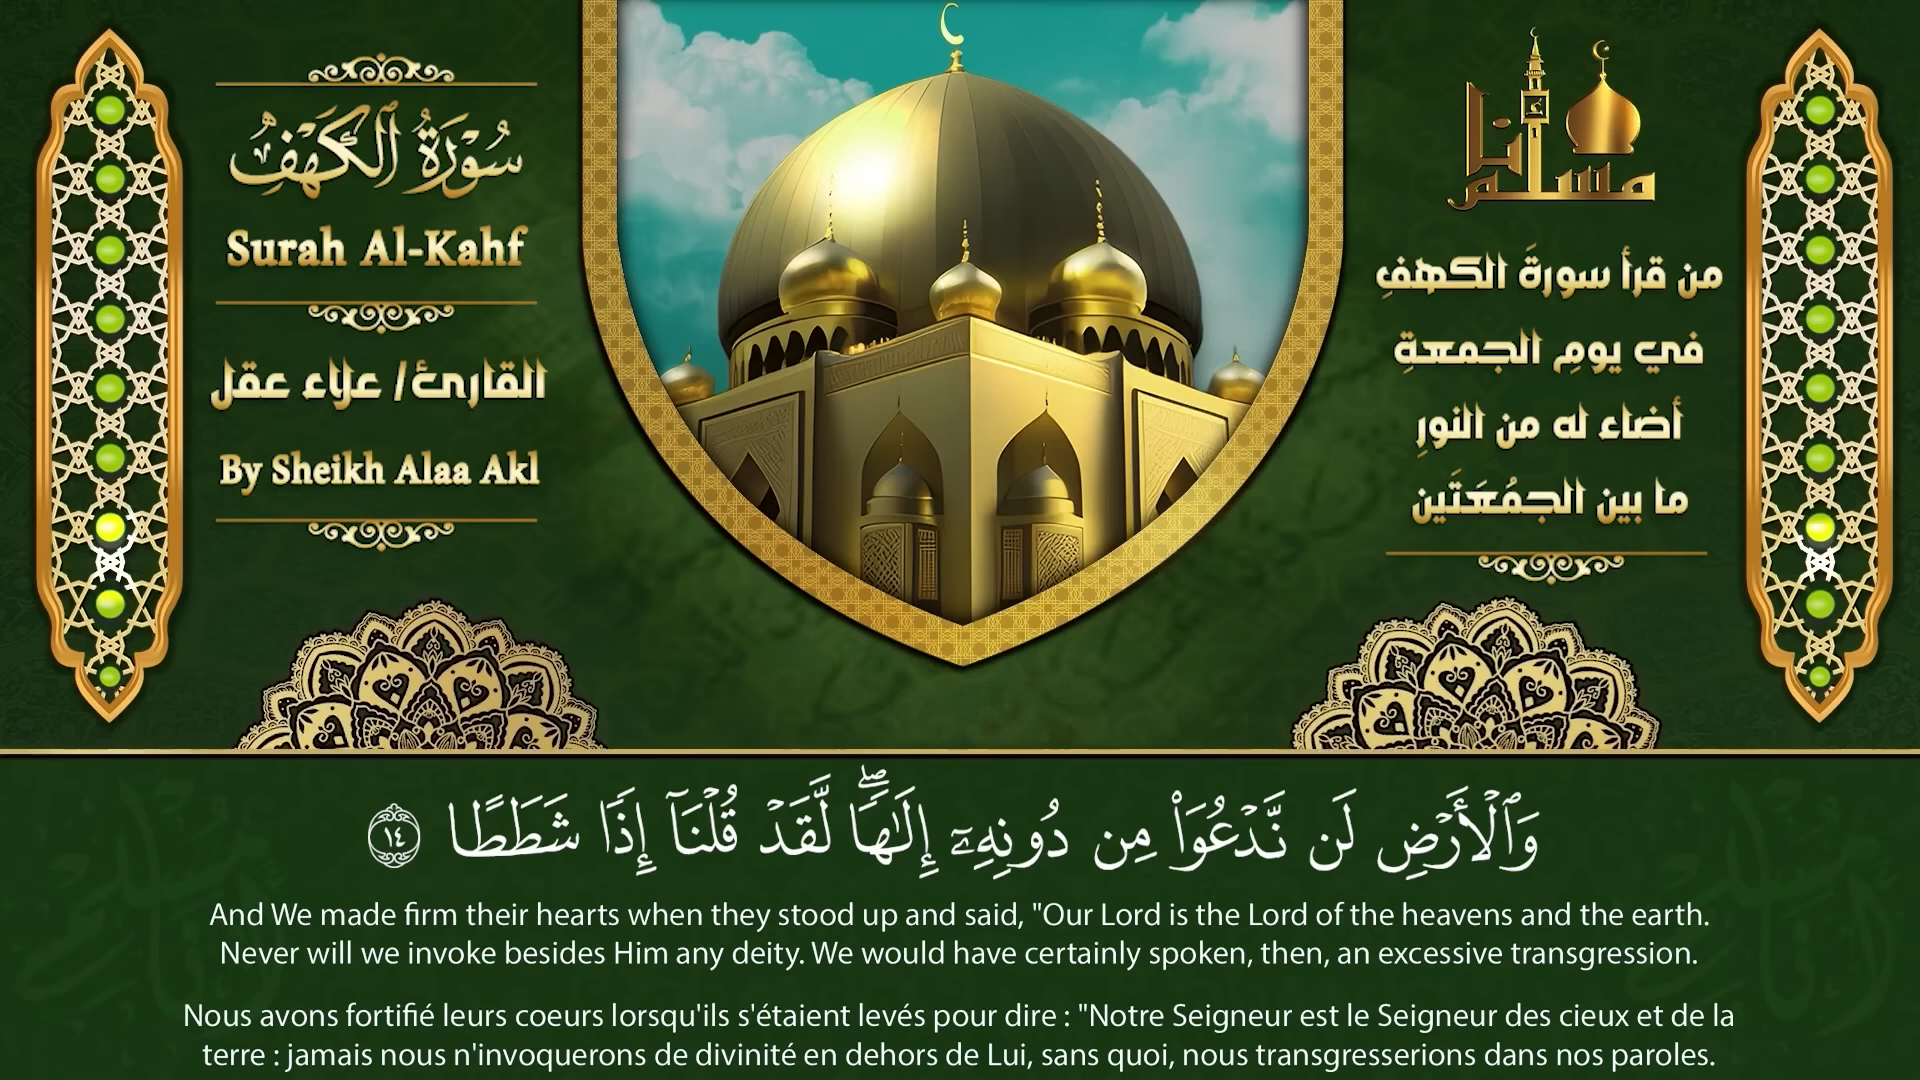 سُورَةُ الكَهْفِ
Surah Al-Kahf
القارئ/ علاء عقل
By Sheikh Alaa Akl
أنا
مسلم
من قرأ سورةَ الكهفِ
في يومِ الجمعةِ
أضاء له من النورِ
ما بين الجمُعَتَين
وَٱلۡأَرۡضِ لَن نَّدۡعُوَاْ مِن دُونِهِۦٓ إِلَٰهٗاۖ لَّقَدۡ قُلۡنَآ إِذٗا شَطَطًا ١٤
And We made firm their hearts when they stood up and said, "Our Lord is the Lord of the heavens and the earth.
Never will we invoke besides Him any deity. We would have certainly spoken, then, an excessive transgression.
Nous avons fortifié leurs coeurs lorsqu'ils s'étaient levés pour dire : "Notre Seigneur est le Seigneur des cieux et de la
terre : jamais nous n'invoquerons de divinité en dehors de Lui, sans quoi, nous transgresserions dans nos paroles.